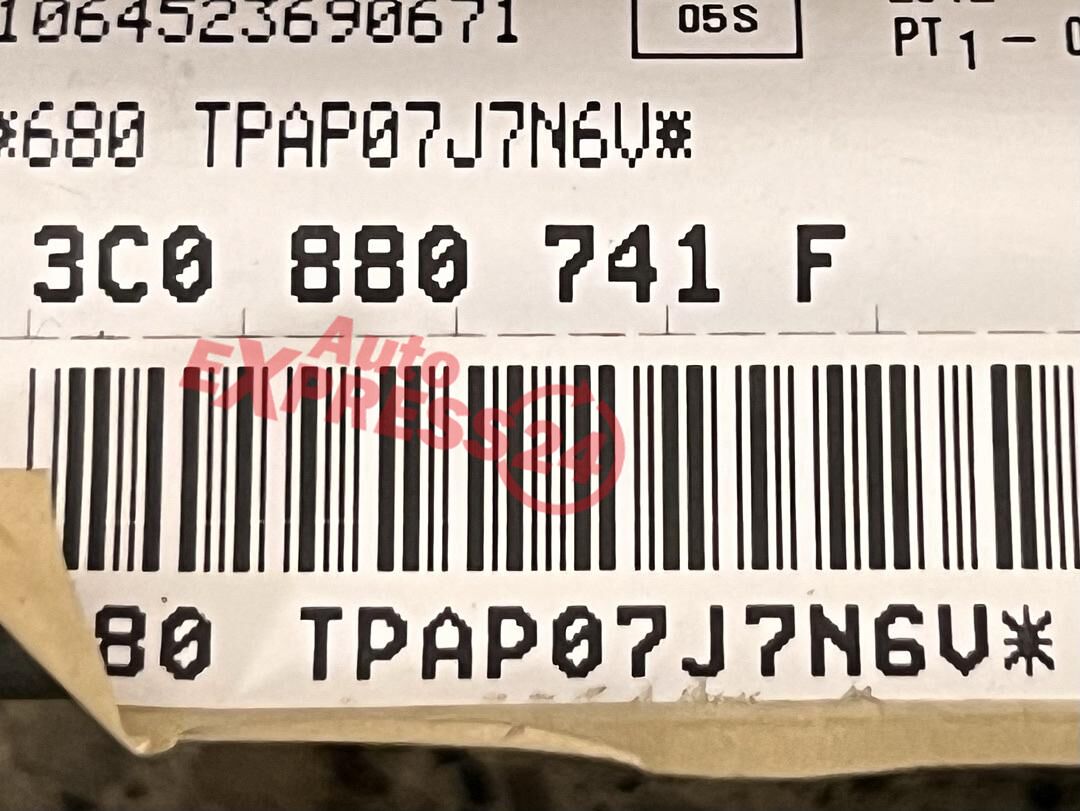 1064523690671
05S
PT 1 –
*680 TPAP07J7N6V*
3C0 880 741 F
Auto
EXPRESS24
80 TPAP07J7N6V*